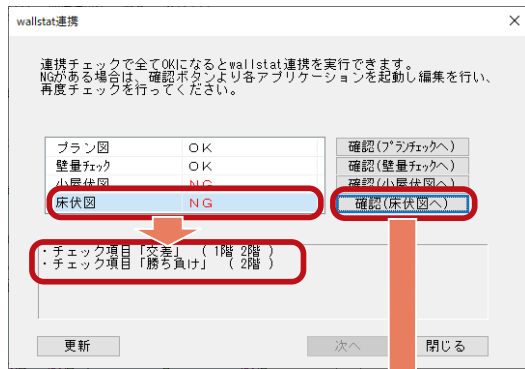 wallstat連携
連携チェックで全てOKになるとwallstat連携を実行できます。
NGがある場合は、確認ボタンより各アプリケーションを起動し編集を行い、
再度チェックを行ってください。
プラン図 OK 確認(プランチェックへ)
壁量チェック OK 確認(壁量チェックへ)
小屋伏図 NG 確認(小屋伏図へ)
床伏図 NG 確認(床伏図へ)
・チェック項目「交差」 ( 1階 2階 )
・チェック項目「勝ち負け」 ( 2階 )
更新 次へ 閉じる